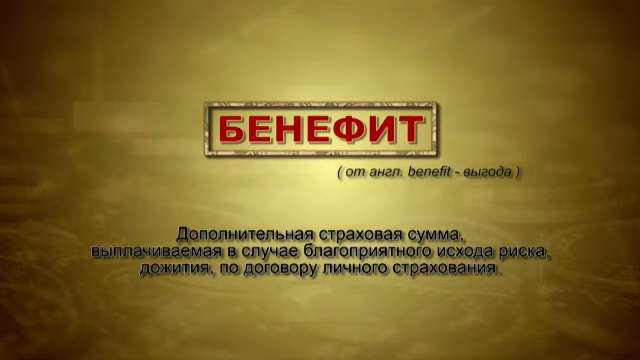 БЕНЕФИТ
( от англ. benefit - выгода )
Дополнительная страховая сумма,
выплачиваемая в случае благоприятного исхода риска,
дожития, по договору личного страхования.